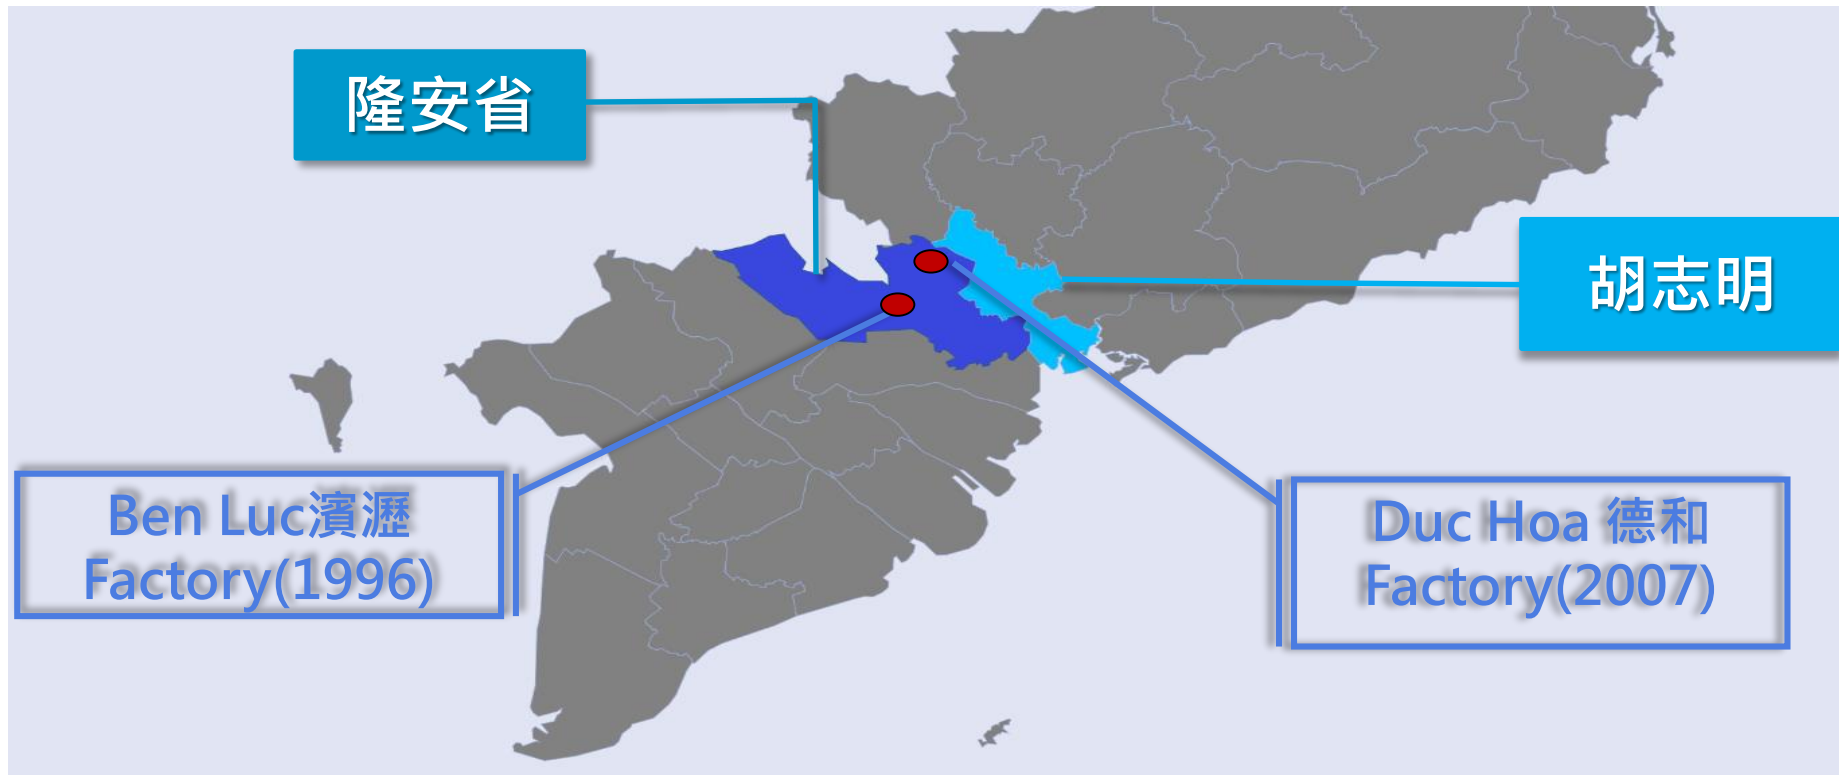 隆安省
胡志明
Ben Luc濱瀝
Factory(1996)
Duc Hoa 德和
Factory(2007)